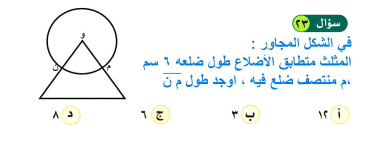 سؤال ٢٣
في الشكل المجاور :
المثلث متطابق الأضلاع طول ضلعه ٦ سم
،م منتصف ضلع فيه ، اوجد طول م ن
و
ن م
أ ١٢ ب ٣ ج ٦ د ٨